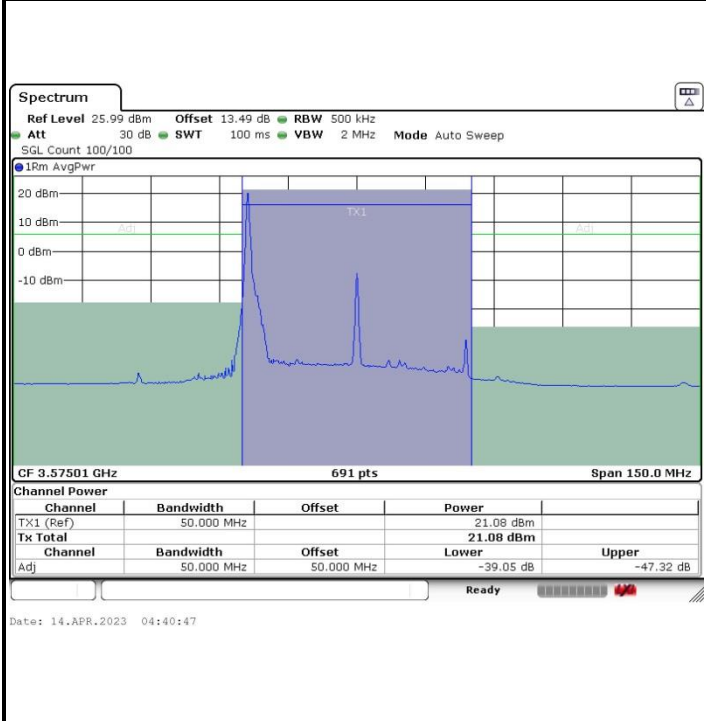 Spectrum
Ref Level 25.99 dBm Offset 13.49 dB RBW 500 kHz
Att 30 dB SWT 100 ms VBW 2 MHz Mode Auto Sweep
SGL Count 100/100
1Rm AvgPwr
20 dBm
TX1
10 dBm
Adj Adj
0 dBm
-10 dBm
CF 3.57501 GHz 691 pts Span 150.0 MHz
Channel Power
Channel Bandwidth Offset Power
TX1 (Ref) 50.000 MHz 21.08 dBm
Tx Total 21.08 dBm
Channel Bandwidth Offset Lower Upper
Adj 50.000 MHz 50.000 MHz -39.05 dB -47.32 dB
Ready
Date: 14.APR.2023 04:40:47